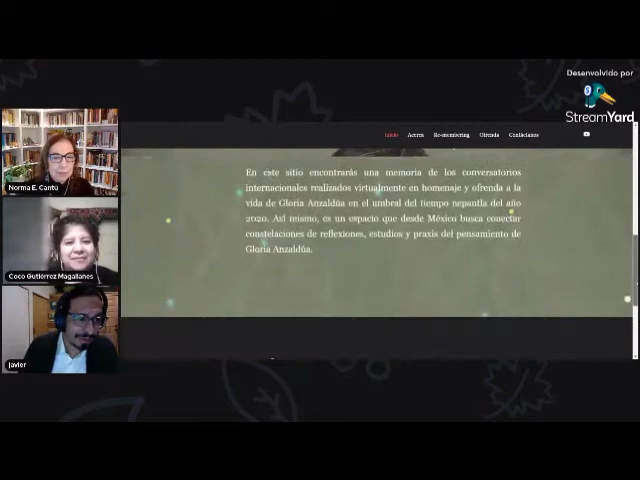 Desenvolvido por
StreamYard
Inicio Acerca Re-membering Ofrenda Contáctanos
En este sitio encontrarás una memoria de los conversatorios
internacionales realizados virtualmente en homenaje y ofrenda a la
vida de Gloria Anzaldúa en el umbral del tiempo nepantla del año
2020. Así mismo, es un espacio que desde México busca conectar
constelaciones de reflexiones, estudios y praxis del pensamiento de
Gloria Anzaldúa.
Norma E. Cantú
Coco Gutiérrez Magallanes
javier